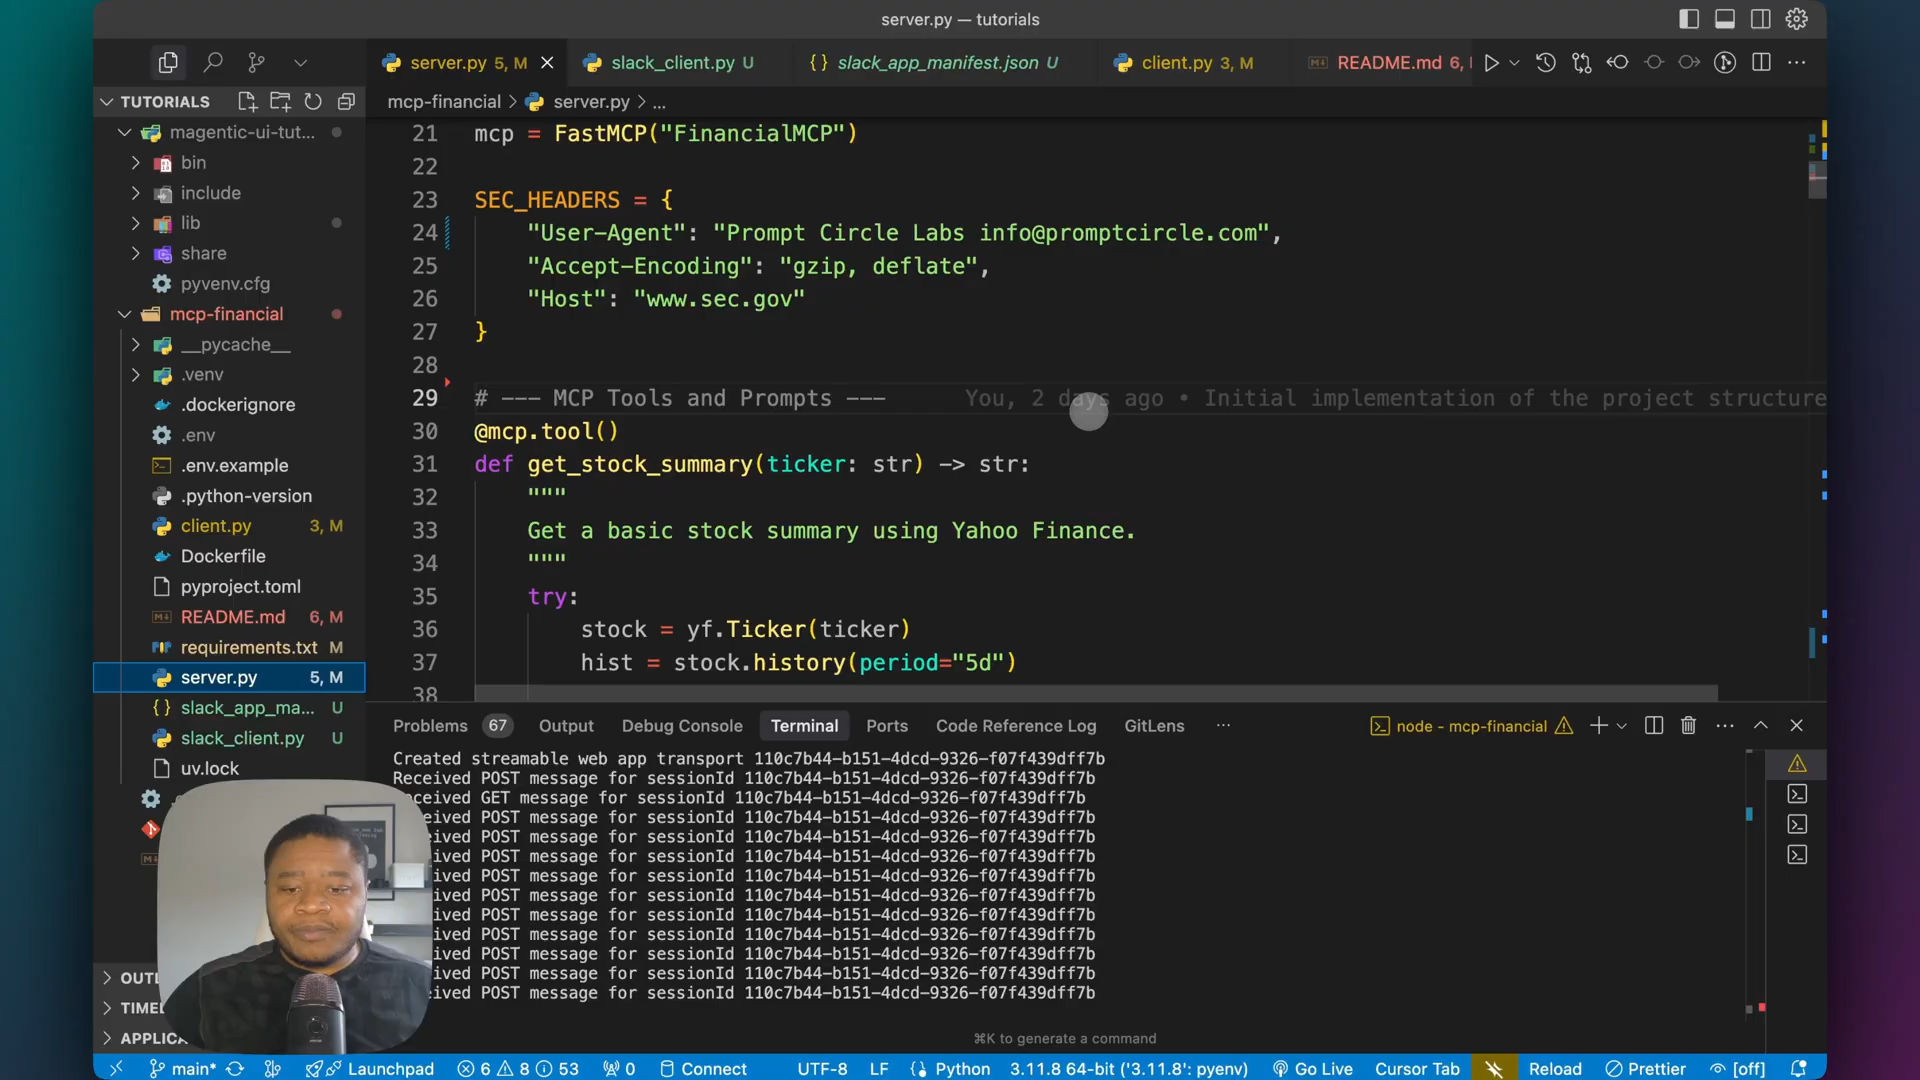 server.py — tutorials
server.py 5, M
slack_client.py U
slack_app_manifest.json U
client.py 3, M
README.md 6,
TUTORIALS
mcp-financial > server.py > ...
magentic-ui-tut...
bin
include
lib
share
pyvenv.cfg
mcp-financial
__pycache__
.venv
.dockerignore
.env
.env.example
.python-version
client.py 3, M
Dockerfile
pyproject.toml
README.md 6, M
requirements.txt M
server.py 5, M
slack_app_ma... U
slack_client.py U
uv.lock
OUTL
TIME
APPLICA
21 mcp = FastMCP("FinancialMCP")
22
23 SEC_HEADERS = {
24 "User-Agent": "Prompt Circle Labs info@promptcircle.com",
25 "Accept-Encoding": "gzip, deflate",
26 "Host": "www.sec.gov"
27 }
28
29 # --- MCP Tools and Prompts --- You, 2 days ago • Initial implementation of the project structure
30 @mcp.tool()
31 def get_stock_summary(ticker: str) -> str:
32 """
33 Get a basic stock summary using Yahoo Finance.
34 """
35 try:
36 stock = yf.Ticker(ticker)
37 hist = stock.history(period="5d")
38
Problems 67 Output Debug Console Terminal Ports Code Reference Log GitLens ··· node - mcp-financial
Created streamable web app transport 110c7b44-b151-4dcd-9326-f07f439dff7b
Received POST message for sessionId 110c7b44-b151-4dcd-9326-f07f439dff7b
eceived GET message for sessionId 110c7b44-b151-4dcd-9326-f07f439dff7b
ceived POST message for sessionId 110c7b44-b151-4dcd-9326-f07f439dff7b
ived POST message for sessionId 110c7b44-b151-4dcd-9326-f07f439dff7b
ived POST message for sessionId 110c7b44-b151-4dcd-9326-f07f439dff7b
ived POST message for sessionId 110c7b44-b151-4dcd-9326-f07f439dff7b
ived POST message for sessionId 110c7b44-b151-4dcd-9326-f07f439dff7b
ived POST message for sessionId 110c7b44-b151-4dcd-9326-f07f439dff7b
ived POST message for sessionId 110c7b44-b151-4dcd-9326-f07f439dff7b
ived POST message for sessionId 110c7b44-b151-4dcd-9326-f07f439dff7b
ived POST message for sessionId 110c7b44-b151-4dcd-9326-f07f439dff7b
ived POST message for sessionId 110c7b44-b151-4dcd-9326-f07f439dff7b
⌘K to generate a command
main* Launchpad 6 8 53 0 Connect UTF-8 LF Python 3.11.8 64-bit ('3.11.8': pyenv) Go Live Cursor Tab Reload Prettier [off]